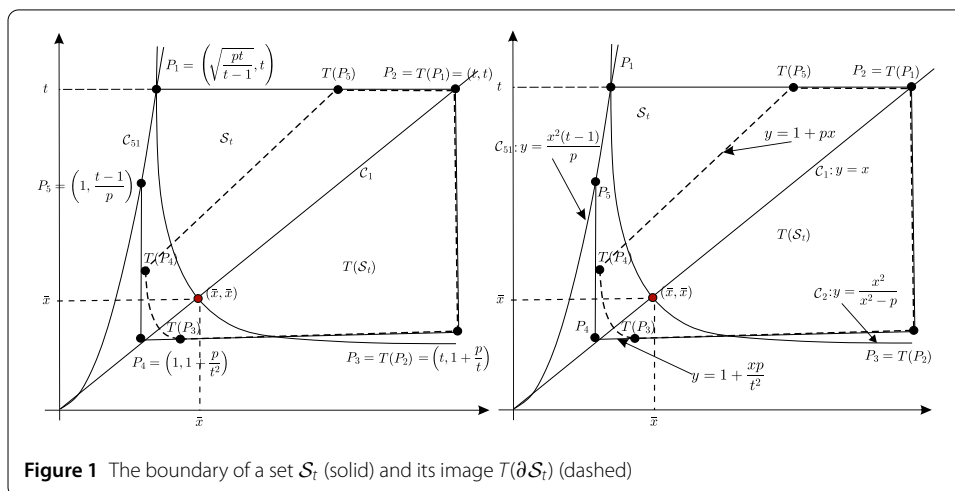 P₁ = (√(pt/(t−1)), t)
T(P₅)
P₂ = T(P₁) = (t, t)
t
C₅₁
S_t
C₁
P₅ = (1, (t−1)/p)
T(P₄)
T(S_t)
x̄
(x̄, x̄)
T(P₃)
P₄ = (1, 1 + p/t²)
P₃ = T(P₂) = (t, 1 + p/t)
x̄
P₁
T(P₅)
P₂ = T(P₁)
t
S_t
C₅₁: y = x²(t−1)/p
y = 1 + px
C₁: y = x
P₅
T(P₄)
T(S_t)
x̄
(x̄, x̄)
C₂: y = x²/(x² − p)
P₄
T(P₃)
P₃ = T(P₂)
y = 1 + xp/t²
x̄
Figure 1 The boundary of a set S_t (solid) and its image T(∂S_t) (dashed)